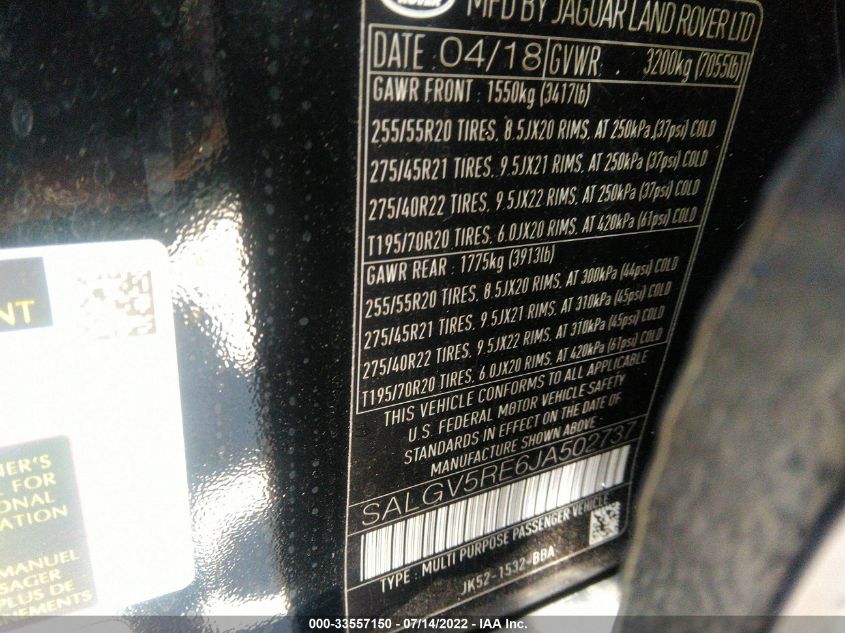 ROVER
MFD BY JAGUAR LAND ROVER LTD
DATE 04/18 GVWR 3200kg (7055lb)
GAWR FRONT : 1550kg (3417lb)
255/55R20 TIRES, 8.5JX20 RIMS, AT 250kPa,(37psi) COLD
275/45R21 TIRES, 9.5JX21 RIMS, AT 250kPa (37psi) COLD
275/40R22 TIRES, 9.5JX22 RIMS, AT 250kPa (37psi) COLD
T195/70R20 TIRES, 6.0JX20 RIMS, AT 420kPa (61psi) COLD
GAWR REAR : 1775kg (3913lb)
255/55R20 TIRES, 8.5JX20 RIMS, AT 300kPa (44psi) COLD
275/45R21 TIRES, 9.5JX21 RIMS, AT 310kPa (45psi) COLD
275/40R22 TIRES, 9.5JX22 RIMS, AT 310kPa (45psi) COLD
T195/70R20 TIRES, 6.0JX20 RIMS, AT 420kPa (61psi) COLD
THIS VEHICLE CONFORMS TO ALL APPLICABLE
U.S. FEDERAL MOTOR VEHICLE SAFETY
STANDARDS IN EFFECT ON THE DATE OF
MANUFACTURE SHOWN ABOVE.
SALGV5RE6JA502737
TYPE : MULTI PURPOSE PASSENGER VEHICLE
JK52-1532-BBA
NT
NER'S
FOR
ONAL
ATION
MANUEL
SAGER
PLUS DE
NEMENTS
000-33557150 - 07/14/2022 - IAA Inc.